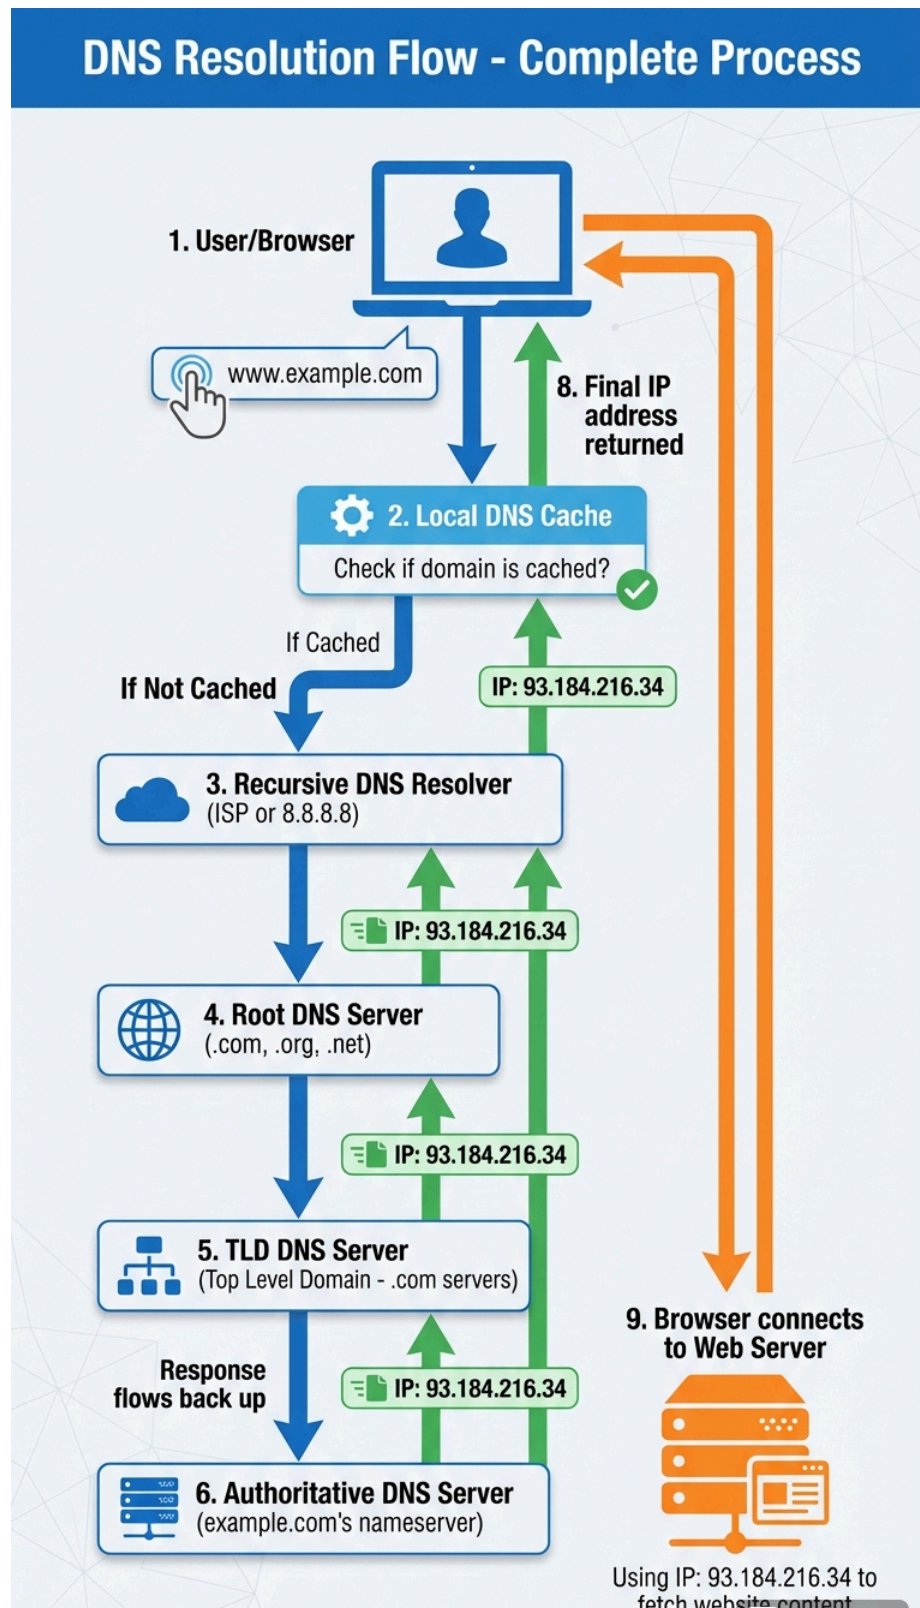 DNS Resolution Flow - Complete Process
1. User/Browser
www.example.com
8. Final IP
address
returned
2. Local DNS Cache
Check if domain is cached?
If Cached
If Not Cached
IP: 93.184.216.34
3. Recursive DNS Resolver
(ISP or 8.8.8.8)
IP: 93.184.216.34
4. Root DNS Server
(.com, .org, .net)
IP: 93.184.216.34
5. TLD DNS Server
(Top Level Domain - .com servers)
Response
flows back up
IP: 93.184.216.34
6. Authoritative DNS Server
(example.com's nameserver)
9. Browser connects
to Web Server
Using IP: 93.184.216.34 to
fetch website content